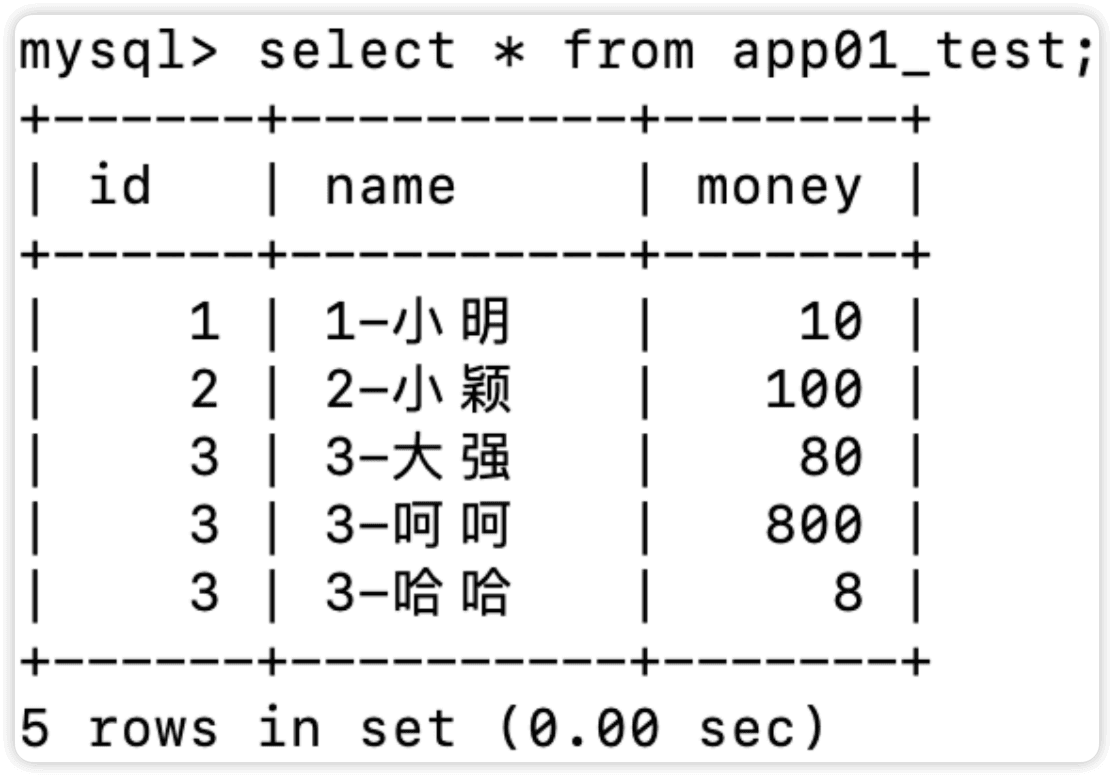 mysql> select * from app01_test;
+------+-----------+-------+
| id   | name      | money |
+------+-----------+-------+
|    1 | 1-小明    |    10 |
|    2 | 2-小颖    |   100 |
|    3 | 3-大强    |    80 |
|    3 | 3-呵呵    |   800 |
|    3 | 3-哈哈    |     8 |
+------+-----------+-------+
5 rows in set (0.00 sec)